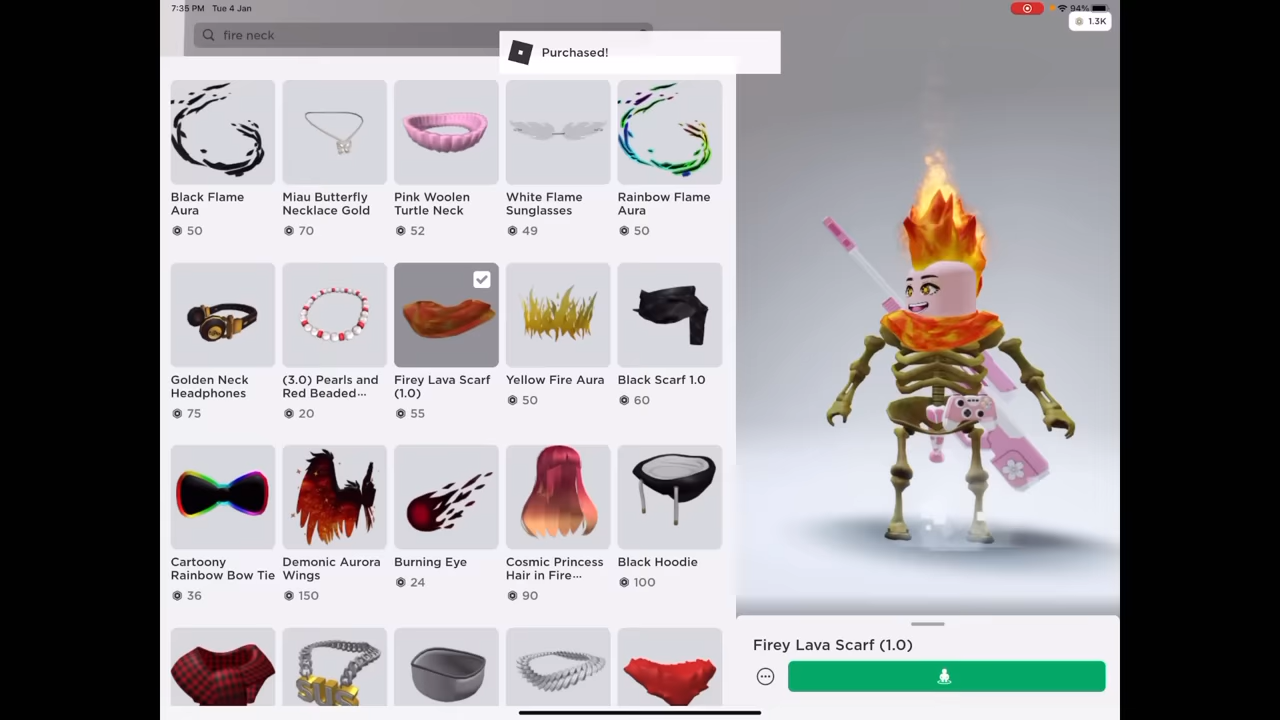 7:35 PM Tue 4 Jan
94%
fire neck
Purchased!
1.3K
Black Flame
Aura
50
Miau Butterfly
Necklace Gold
70
Pink Woolen
Turtle Neck
52
White Flame
Sunglasses
49
Rainbow Flame
Aura
50
Golden Neck
Headphones
75
(3.0) Pearls and
Red Beaded...
20
Firey Lava Scarf
(1.0)
55
Yellow Fire Aura
50
Black Scarf 1.0
60
Cartoony
Rainbow Bow Tie
36
Demonic Aurora
Wings
150
Burning Eye
24
Cosmic Princess
Hair in Fire...
90
Black Hoodie
100
SUS
Firey Lava Scarf (1.0)